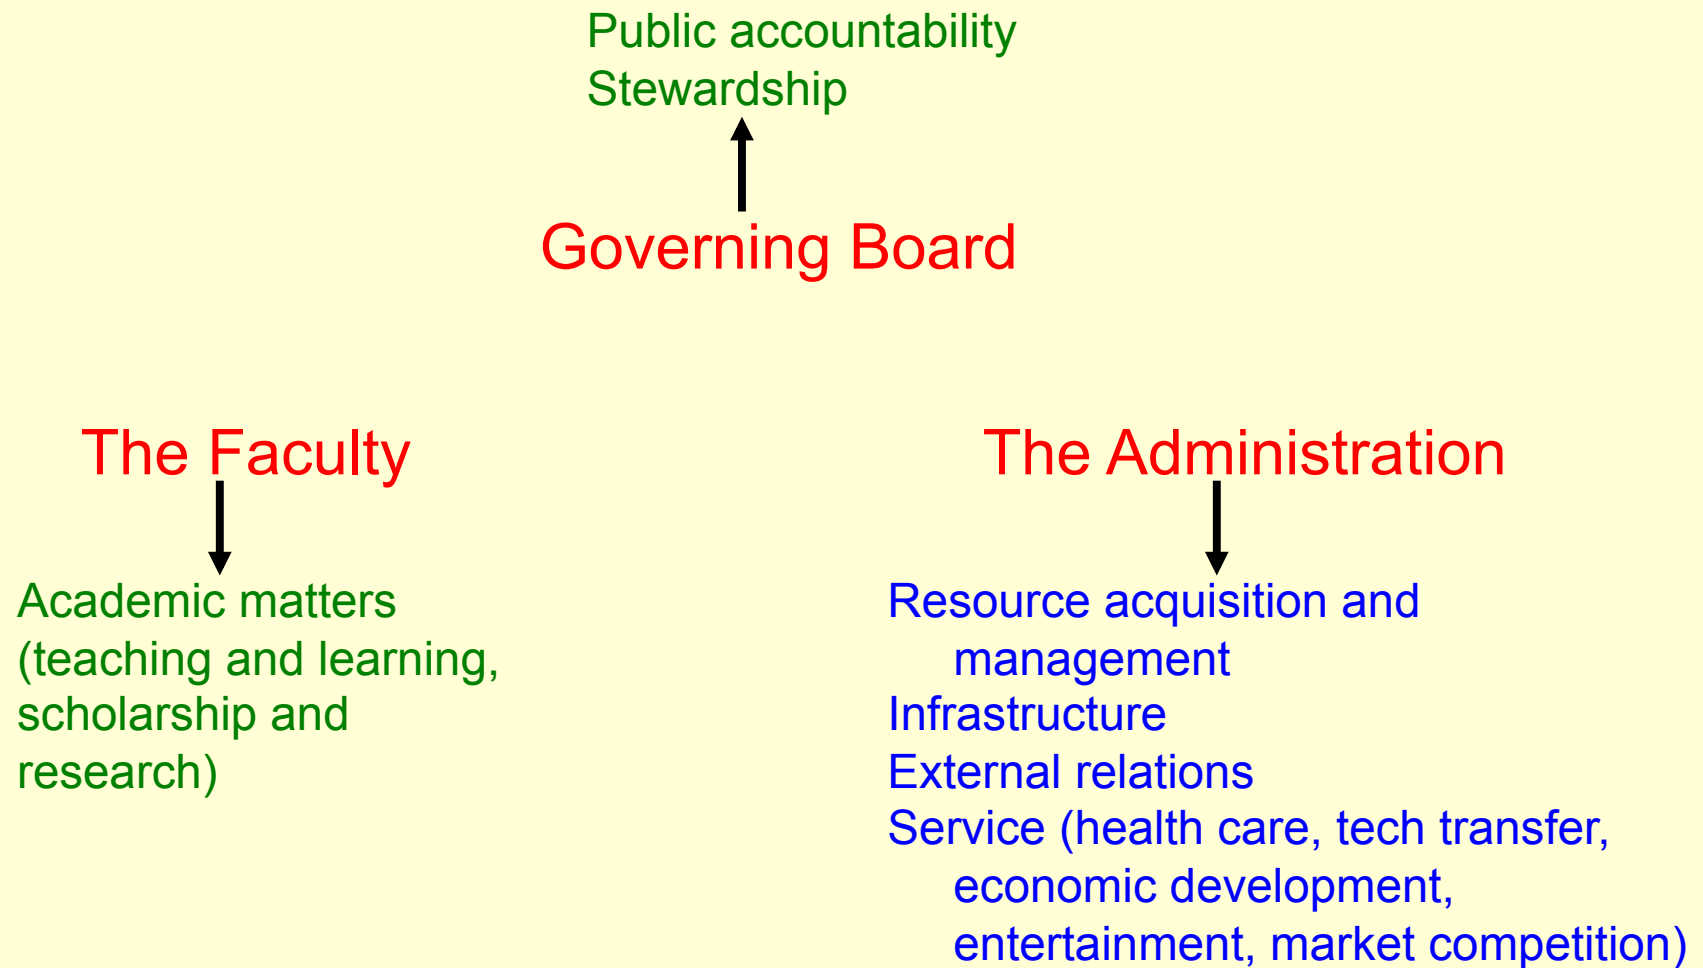 Public accountability
Stewardship
Governing Board
The Faculty
Academic matters
(teaching and learning,
scholarship and
research)
The Administration
Resource acquisition and
management
Infrastructure
External relations
Service (health care, tech transfer,
economic development,
entertainment, market competition)